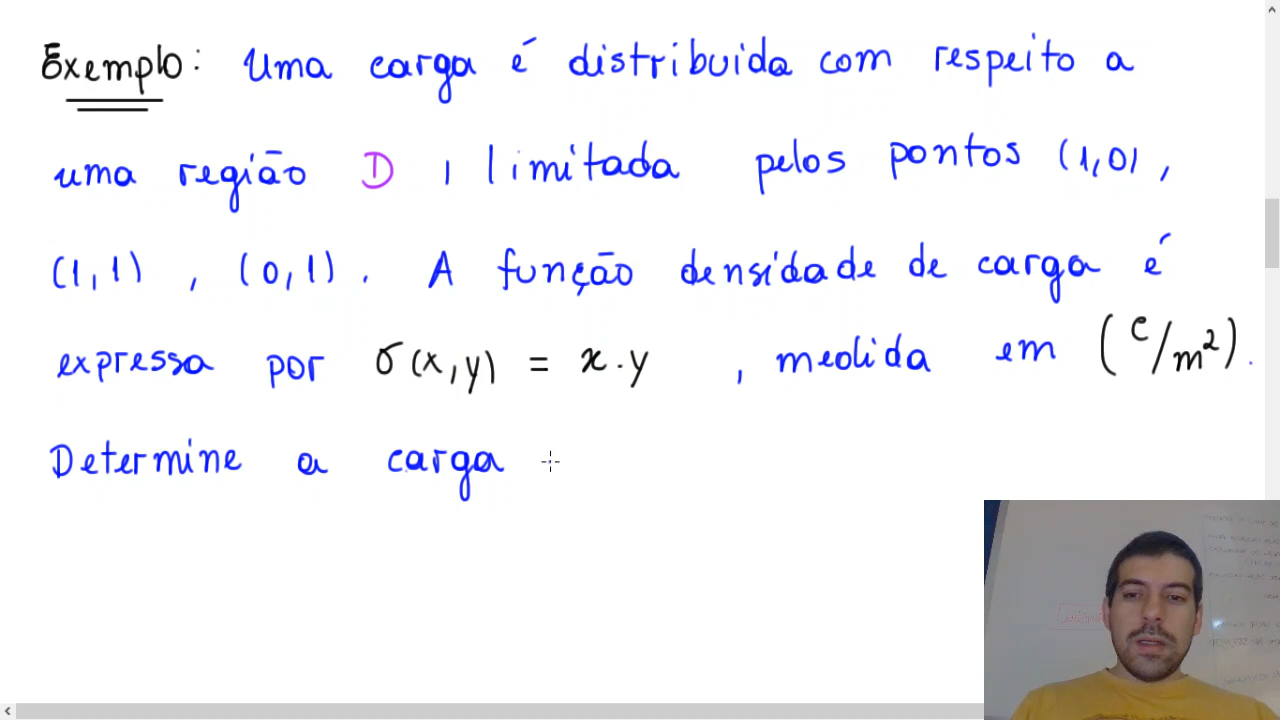 Exemplo: Uma carga é distribuida com respeito a
uma região D , limitada pelos pontos (1,0) ,
(1,1) , (0,1) . A função densidade de carga é
expressa por σ(x,y) = x.y , medida em (C/m²).
Determine a carga